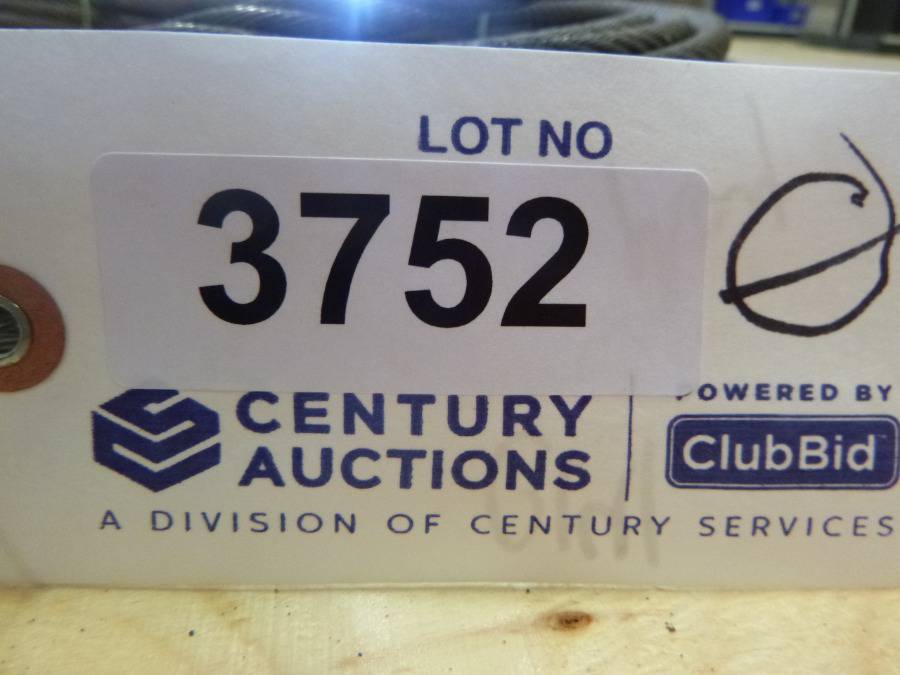 LOT NO
3752
CENTURY
AUCTIONS
POWERED BY
ClubBid
A DIVISION OF CENTURY SERVICES